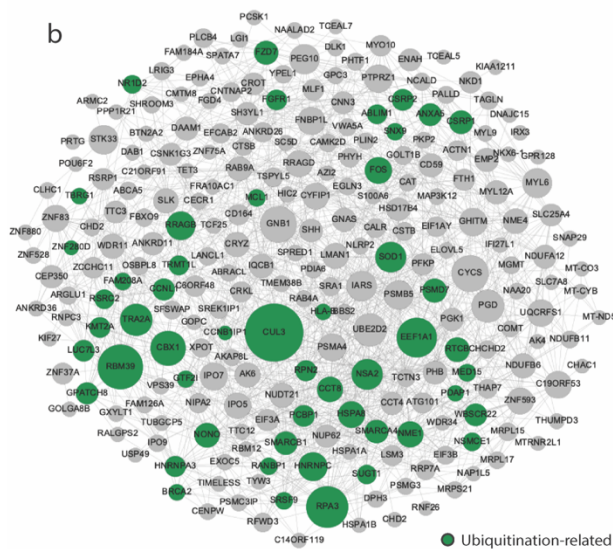 b
PCSK1
PLCB4 LGI1 NAALAD2 TCEAL7
FAM184A FZD7 DLK1 MYO10
SPATA7 PEG10 PHTF1 ENAH TCEAL5
NR1D2 LRIG3 YPEL1 GPC3 PTPRZ1 NCALD KIAA1211
EPHA4 CROT MLF1 PALLD NKD1
CMTM8 CNTNAP2 CNN3 CSRP2 TAGLN
ARMC2 SHROOM3 FGD4 FGFR1 ABLIM1 ANXA5 DNAJC15
PPP1R21 SH3YL1 FNBP1L VWA5A SNX9 CSRP1 IRX3
PRTG BTN2A2 DAAM1 EFCAB2 ANKRD26 PLIN2 PKP2 MYL9
STK33 CTSB SC5D CAMK2D GOLT1B ACTN1 NKX6-1
POU6F2 DAB1 CSNK1G3 ZNF75A RRAGD PHYH CD59 EMP2 GPR128
RSRP1 C21ORF91 TET3 RAB9A AZI2 FOS FTH1
CLHC1 TBRG1 ABCA5 FRA10AC1 TSPYL5 EGLN3 CAT MYL12A MYL6
SLK CECR1 MCL1 HIC2 CYFIP1 S100A6 MAP3K12
ZNF83 TTC3 FBXO9 CD164 HSD17B4 NME4 SLC25A4
ZNF880 RRAGB TCF25 GNB1 SHH GNAS CALR CSTB GHITM
CHD2 WDR11 ANKRD11 CRYZ NLRP2 EIF1AY SNAP29
ZNF528 ZNF280D SPRED1 LMAN1 SOD1 ELOVL5 IFI27L1 NDUFA12
ZCCHC11 OSBPL8 TRMT1L LANCL1 IQCB1 PDIA6 PFKP MGMT MT-CO3
CEP350 FAM208A ABRACL SRA1 IARS CYCS SLC7A8
ARGLU1 CCNL1 C6ORF48 CRKL TMEM38B PSMB5 PSMD7 NAA20 MT-CYB
ANKRD36 RSRC2 RAB4A PGD
RNPC3 SFSWAP SREK1IP1 HLA-B BBS2 PGK1 UQCRFS1 MT-ND5
KMT2A TRA2A GOPC CUL3 UBE2D2 EEF1A1 COMT AK4
KIF27 CCNB1IP1 NDUFB11
LUC7L3 CBX1 XPOT AKAP8L PSMA4 RTCB CHCHD2
RBM39 RPN2 NSA2 PHB MED15 NDUFB6 CHAC1
ZNF37A GTF2I IPO7 AK6 TCTN3 C19ORF53
VPS39 CCT8 PDAP1 THAP7
GPATCH8 NIPA2 NUDT21 HSPA8 CCT4 ATG101 ZNF593
GOLGA8B FAM126A IPO5 PCBP1 WBSCR22 THUMPD3
GXYLT1 EIF3A SMARCA4 NME1 WDR34
TUBGCP5 TTC12 SMARCB1 NUP62 NSMCE1 MRPL15
RALGPS2 NONO LSM3 EIF3B MTRNR2L1
IPO9 RBM12 HSPA1A RRP7A MRPL17
USP49 EXOC5 HNRNPC NAP1L5
HNRNPA3 RANBP1 SUGT1 PSMG3 MRPS21
TIMELESS TYW3 DPH3
BRCA2 PSMC3IP SRSF9 RPA3 RNF26
CENPW RFWD3 HSPA1B CHD2
C14ORF119
Ubiquitination-related